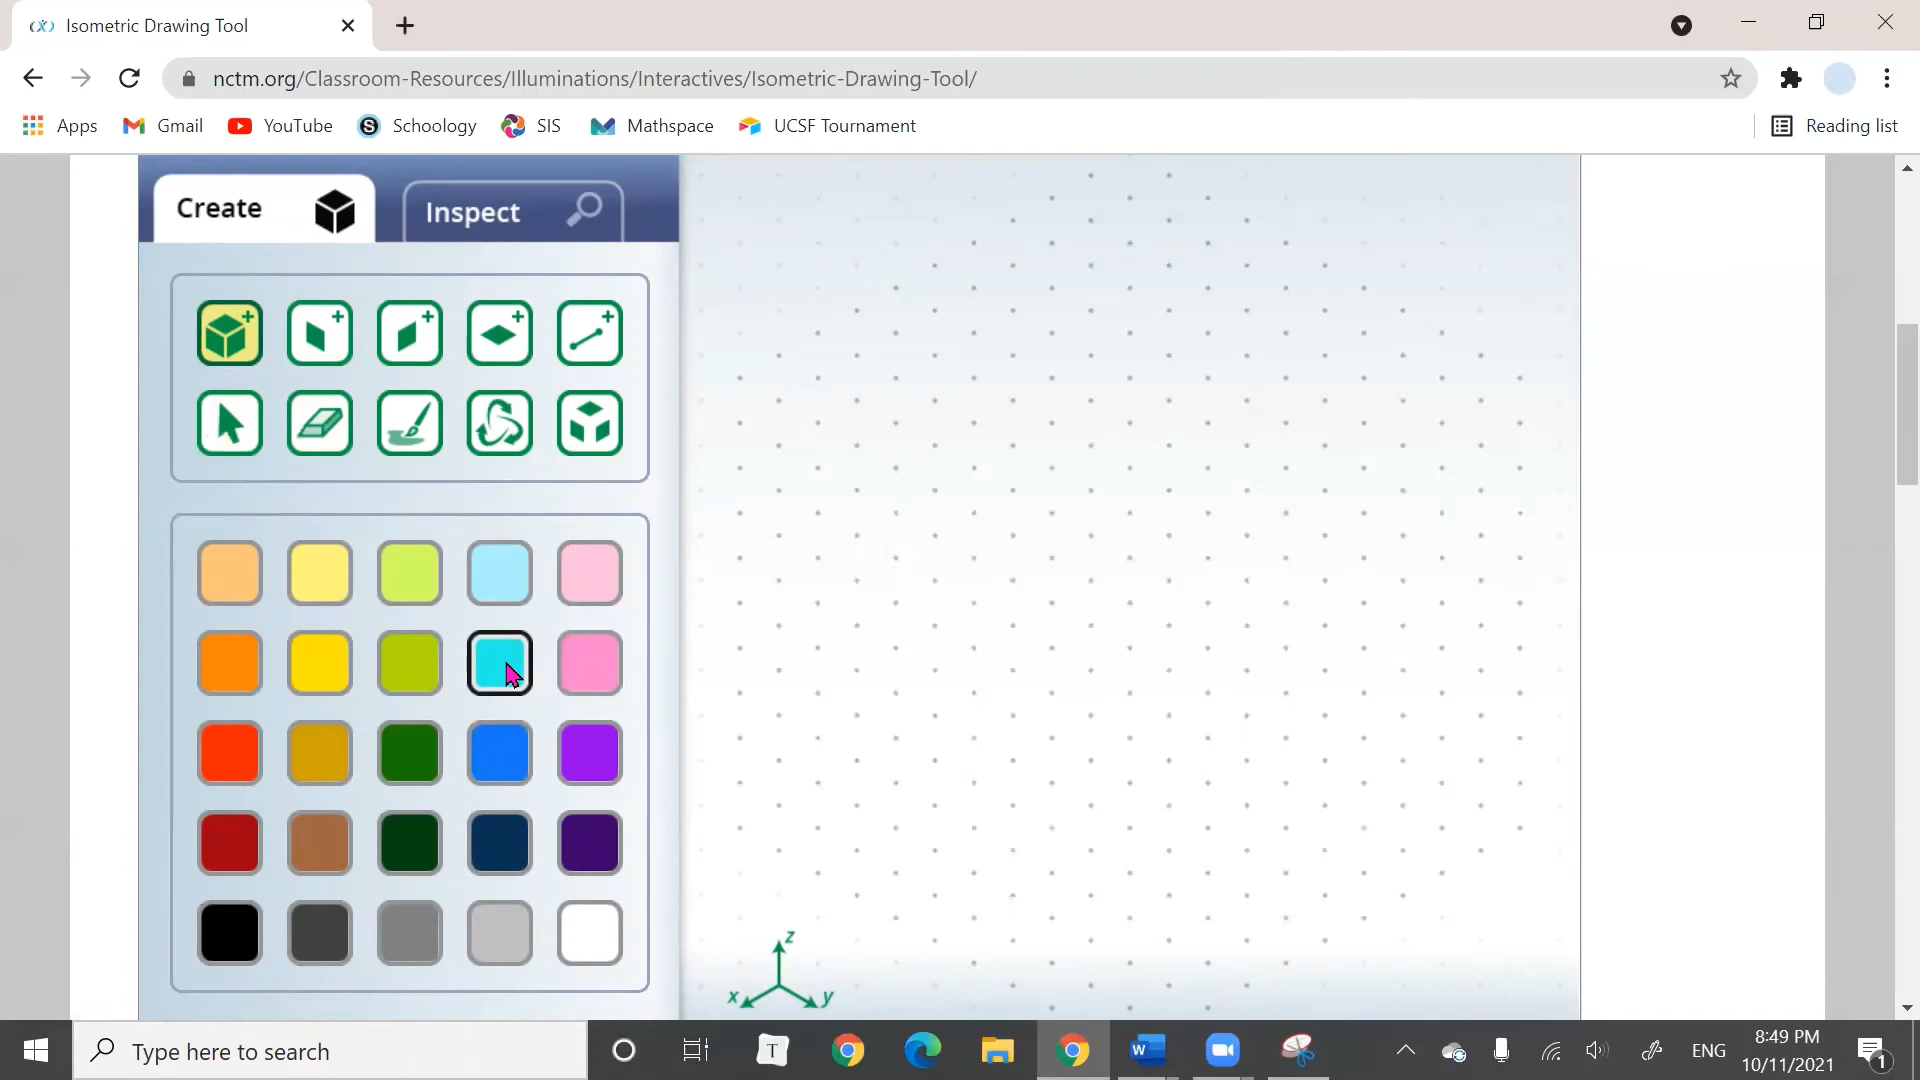 Isometric Drawing Tool
nctm.org/Classroom-Resources/Illuminations/Interactives/Isometric-Drawing-Tool/
Apps Gmail YouTube Schoology SIS Mathspace UCSF Tournament Reading list
Create Inspect
z
x y
Type here to search
ENG
8:49 PM
10/11/2021
1